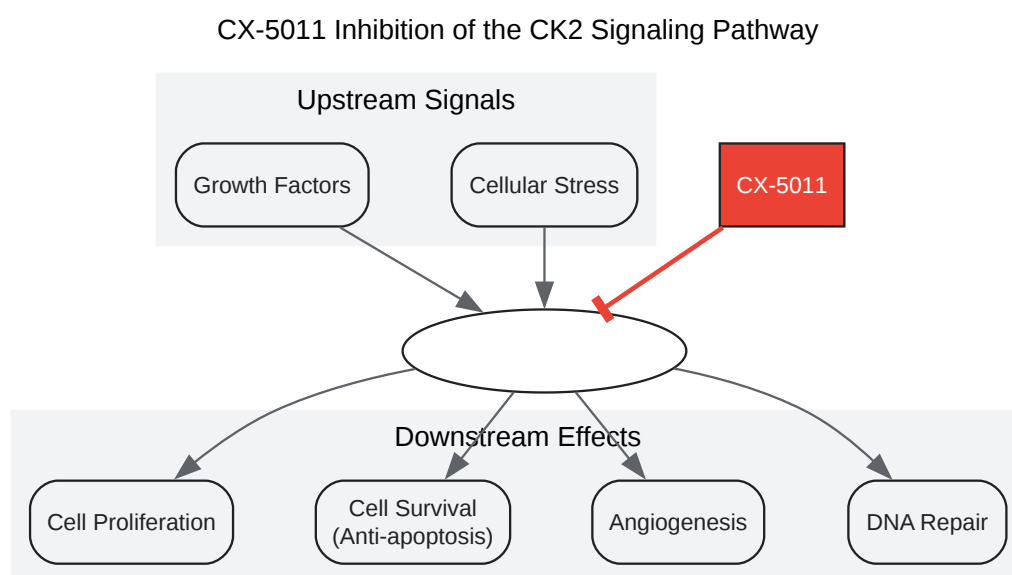 CX-5011 Inhibition of the CK2 Signaling Pathway
Upstream Signals
Growth Factors
Cellular Stress
CX-5011
Downstream Effects
Cell Proliferation
Cell Survival
(Anti-apoptosis)
Angiogenesis
DNA Repair